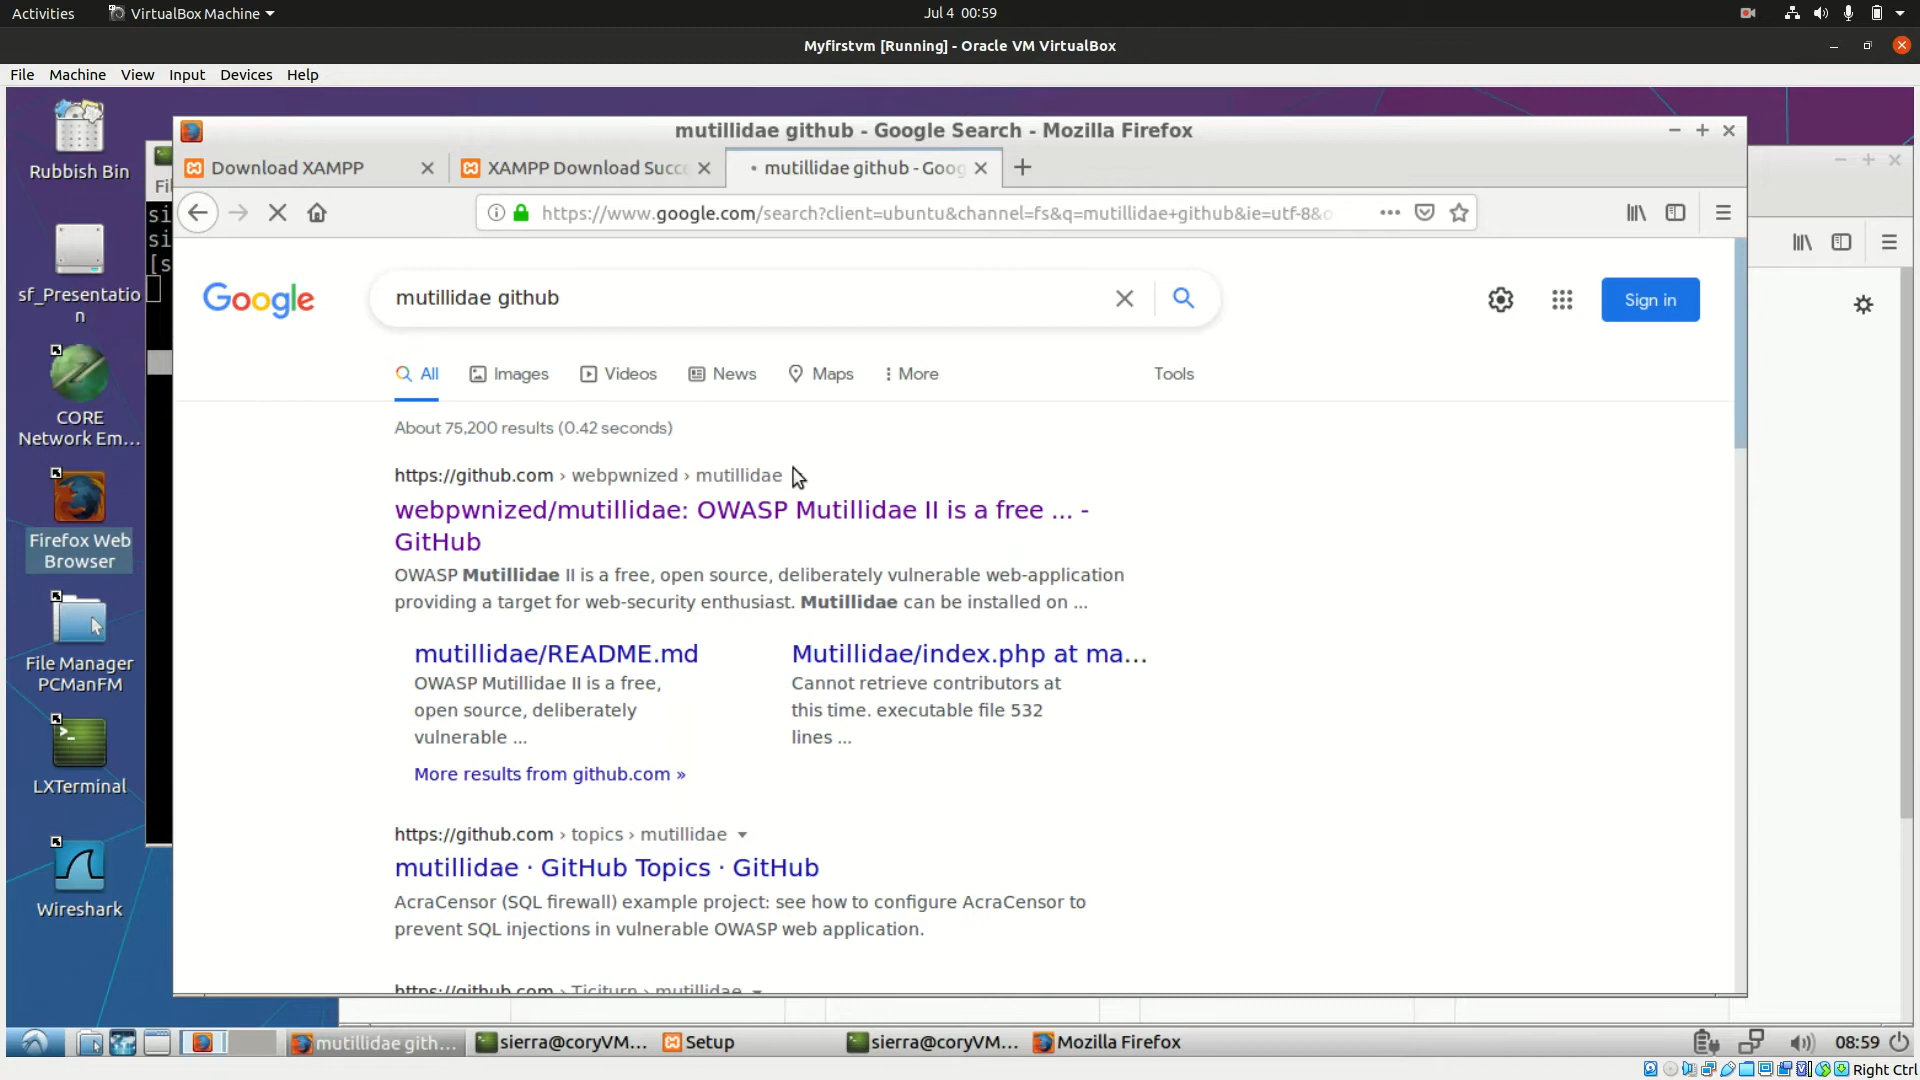 Activities
VirtualBox Machine
Jul 4 00:59
Myfirstvm [Running] - Oracle VM VirtualBox
File Machine View Input Devices Help
Rubbish Bin
sf_Presentatio
n
CORE
Network Em...
Firefox Web
Browser
File Manager
PCManFM
LXTerminal
Wireshark
Fi
si
si
[s
mutillidae github - Google Search - Mozilla Firefox
Download XAMPP
XAMPP Download Succe
mutillidae github - Goog
https://www.google.com/search?client=ubuntu&channel=fs&q=mutillidae+github&ie=utf-8&o
Google
mutillidae github
Sign in
All Images Videos News Maps More Tools
About 75,200 results (0.42 seconds)
https://github.com › webpwnized › mutillidae
webpwnized/mutillidae: OWASP Mutillidae II is a free ... -
GitHub
OWASP Mutillidae II is a free, open source, deliberately vulnerable web-application
providing a target for web-security enthusiast. Mutillidae can be installed on ...
mutillidae/README.md
OWASP Mutillidae II is a free,
open source, deliberately
vulnerable ...
Mutillidae/index.php at ma...
Cannot retrieve contributors at
this time. executable file 532
lines ...
More results from github.com »
https://github.com › topics › mutillidae
mutillidae · GitHub Topics · GitHub
AcraCensor (SQL firewall) example project: see how to configure AcraCensor to
prevent SQL injections in vulnerable OWASP web application.
https://github.com › Ticiturn › mutillidae
mutillidae gith...
sierra@coryVM...
Setup
sierra@coryVM...
Mozilla Firefox
08:59
Right Ctrl